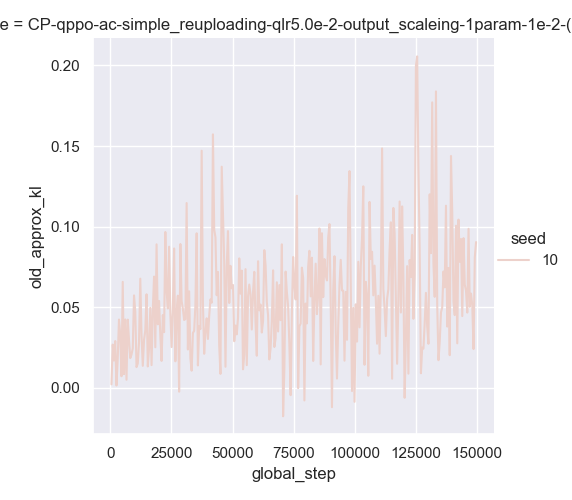 e = CP-qppo-ac-simple_reuploading-qlr5.0e-2-output_scaleing-1param-1e-2-(
0.20
0.15
0.10
0.05
0.00
old_approx_kl
0 25000 50000 75000 100000 125000 150000
global_step
seed
10